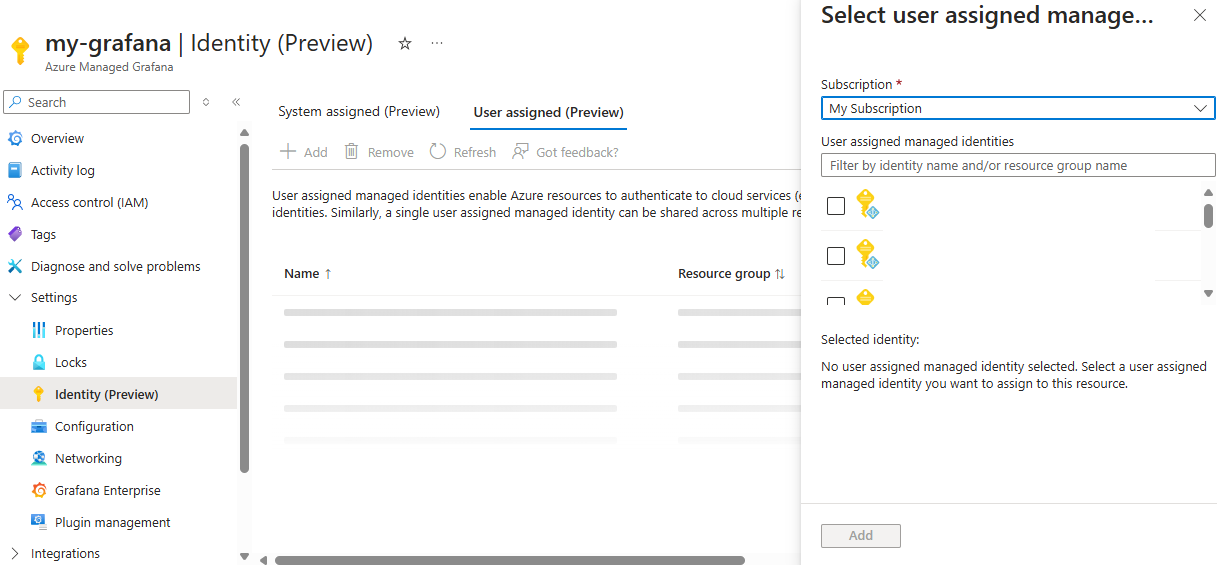 my-grafana | Identity (Preview)
Azure Managed Grafana
Search
Overview
Activity log
Access control (IAM)
Tags
Diagnose and solve problems
Settings
Properties
Locks
Identity (Preview)
Configuration
Networking
Grafana Enterprise
Plugin management
Integrations
System assigned (Preview)
User assigned (Preview)
Add
Remove
Refresh
Got feedback?
User assigned managed identities enable Azure resources to authenticate to cloud services (e
identities. Similarly, a single user assigned managed identity can be shared across multiple re
Name ↑
Resource group ↑↓
Select user assigned manage...
Subscription *
My Subscription
User assigned managed identities
Filter by identity name and/or resource group name
Selected identity:
No user assigned managed identity selected. Select a user assigned
managed identity you want to assign to this resource.
Add